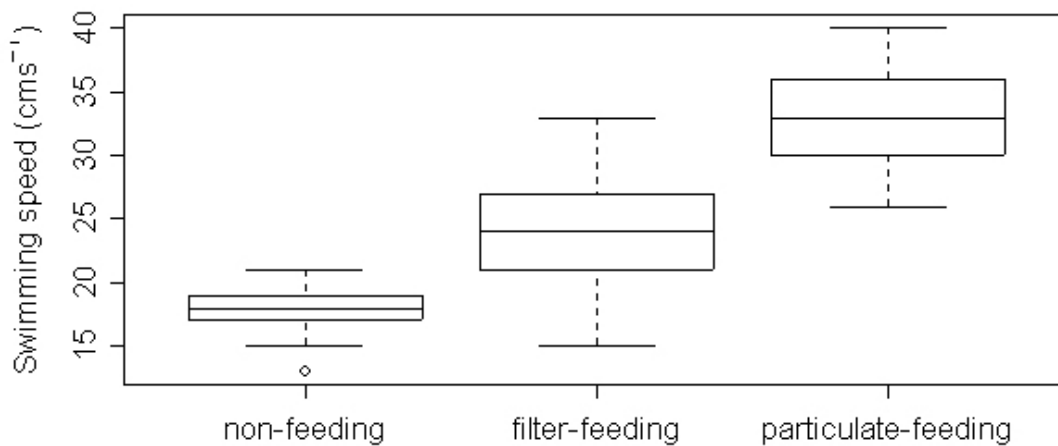 Swimming speed (cms⁻¹)
40
35
30
25
20
15
non-feeding
filter-feeding
particulate-feeding